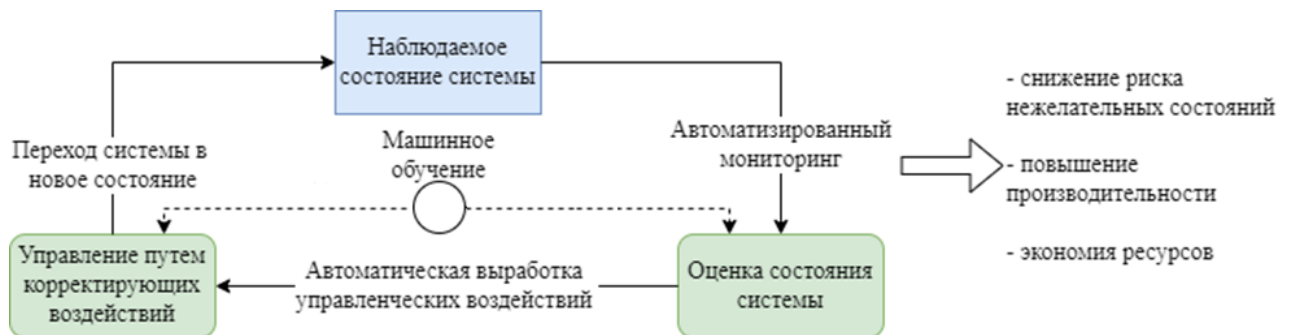 Наблюдаемое
состояние системы
Машинное
обучение
Автоматизированный
мониторинг
Переход системы в
новое состояние
Управление путем
корректирующих
воздействий
Автоматическая выработка
управленческих воздействий
Оценка состояния
системы
- снижение риска
нежелательных состояний
- повышение
производительности
- экономия ресурсов